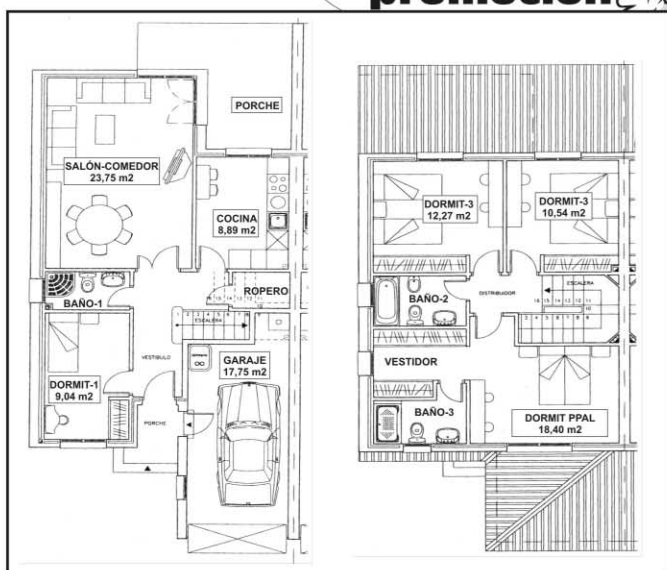 promoción
PORCHE
SALÓN-COMEDOR
23,75 m2
COCINA
8,89 m2
ROPERO
BAÑO-1
ESCALERA
VESTIBULO
GARAJE
17,75 m2
DORMIT-1
9,04 m2
PORCHE
DORMIT-3
12,27 m2
DORMIT-3
10,54 m2
BAÑO-2
DISTRIBUIDOR
ESCALERA
VESTIDOR
BAÑO-3
DORMIT PPAL
18,40 m2